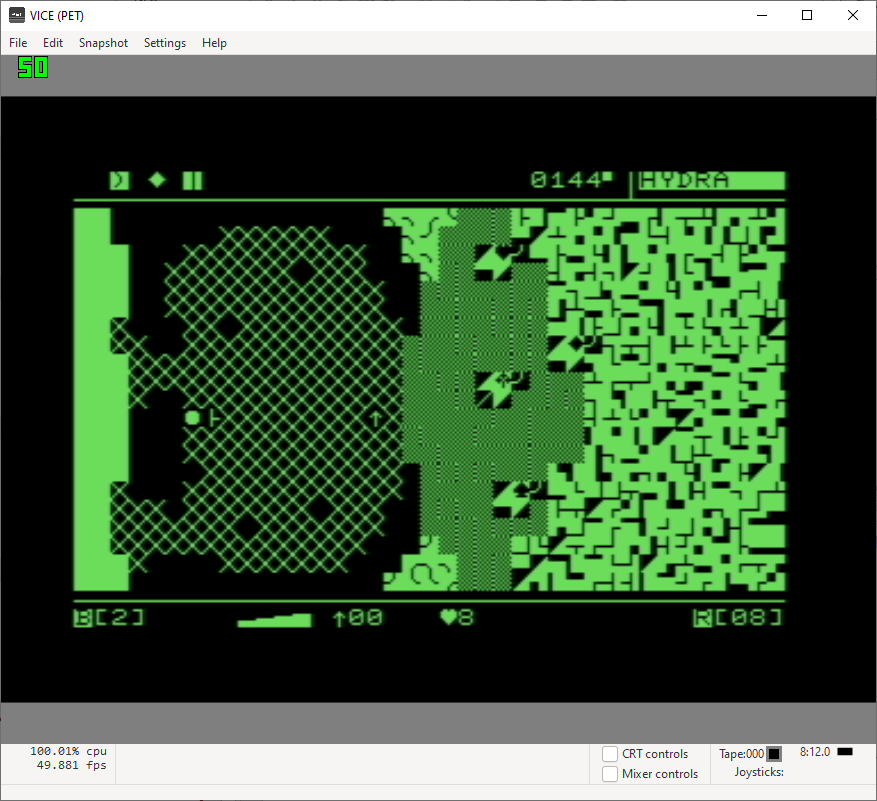 VICE (PET)
File Edit Snapshot Settings Help
50
0144 HYDRA
B[2] ↑00 ♥8 R[08]
100.01% cpu
49.881 fps
CRT controls
Mixer controls
Tape:000
8:12.0
Joysticks: